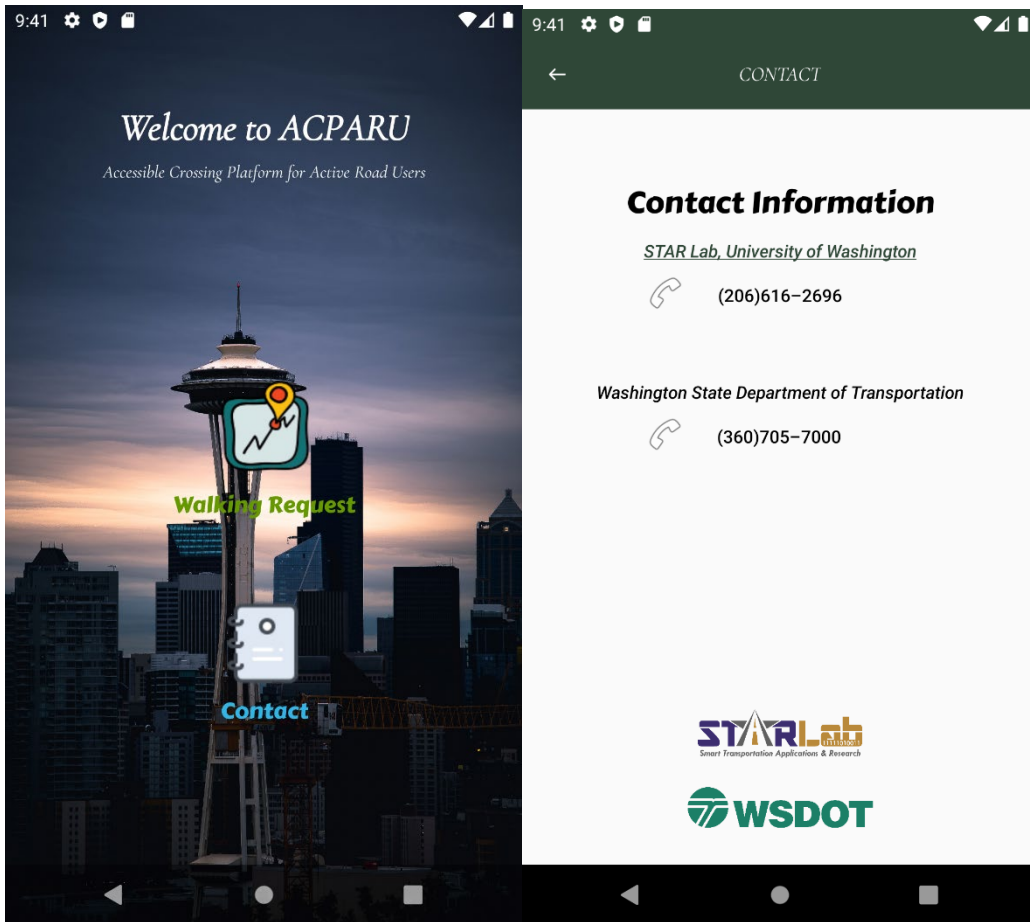 9:41
Welcome to ACPARU
Accessible Crossing Platform for Active Road Users
Walking Request
Contact
9:41
CONTACT
Contact Information
STAR Lab, University of Washington
(206)616-2696
Washington State Department of Transportation
(360)705-7000
STARLab
Smart Transportation Applications & Research
WSDOT